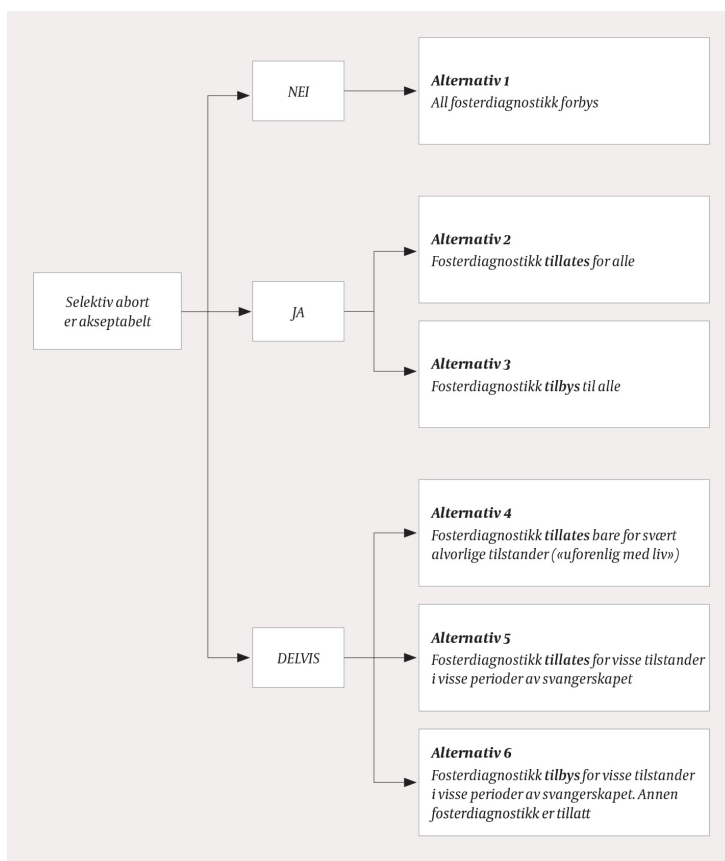 Selektiv abort
er akseptabelt
NEI
Alternativ 1
All fosterdiagnostikk forbys
JA
Alternativ 2
Fosterdiagnostikk tillates for alle
Alternativ 3
Fosterdiagnostikk tilbys til alle
DELVIS
Alternativ 4
Fosterdiagnostikk tillates bare for svært
alvorlige tilstander («uforenlig med liv»)
Alternativ 5
Fosterdiagnostikk tillates for visse tilstander
i visse perioder av svangerskapet
Alternativ 6
Fosterdiagnostikk tilbys for visse tilstander
i visse perioder av svangerskapet. Annen
fosterdiagnostikk er tillatt